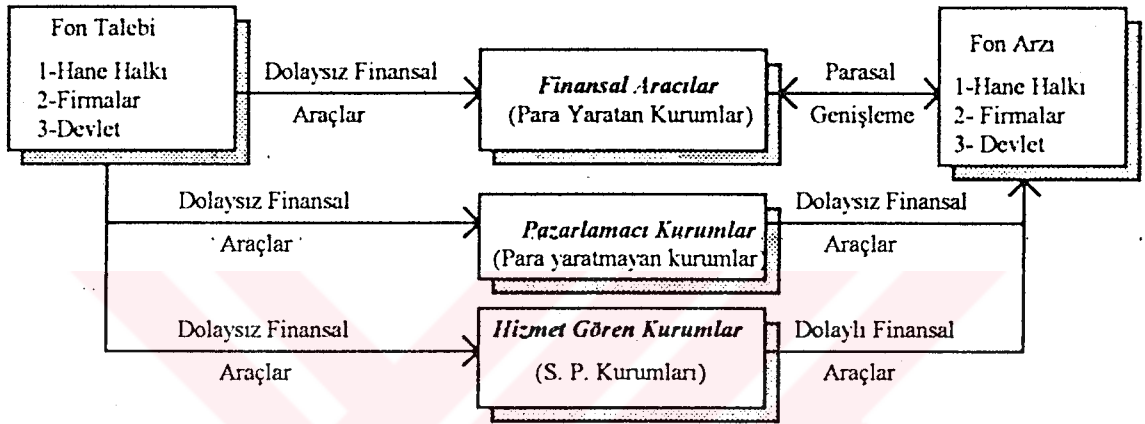 Fon Talebi
1-Hane Halkı
2-Firmalar
3-Devlet
Dolaysız Finansal
Araçlar
Finansal Aracılar
(Para Yaratan Kurumlar)
Parasal
Genişleme
Fon Arzı
1-Hane Halkı
2- Firmalar
3- Devlet
Dolaysız Finansal
Araçlar
Pazarlamacı Kurumlar
(Para yaratmayan kurumlar)
Dolaysız Finansal
Araçlar
Dolaysız Finansal
Araçlar
Hizmet Gören Kurumlar
(S. P. Kurumları)
Dolaylı Finansal
Araçlar